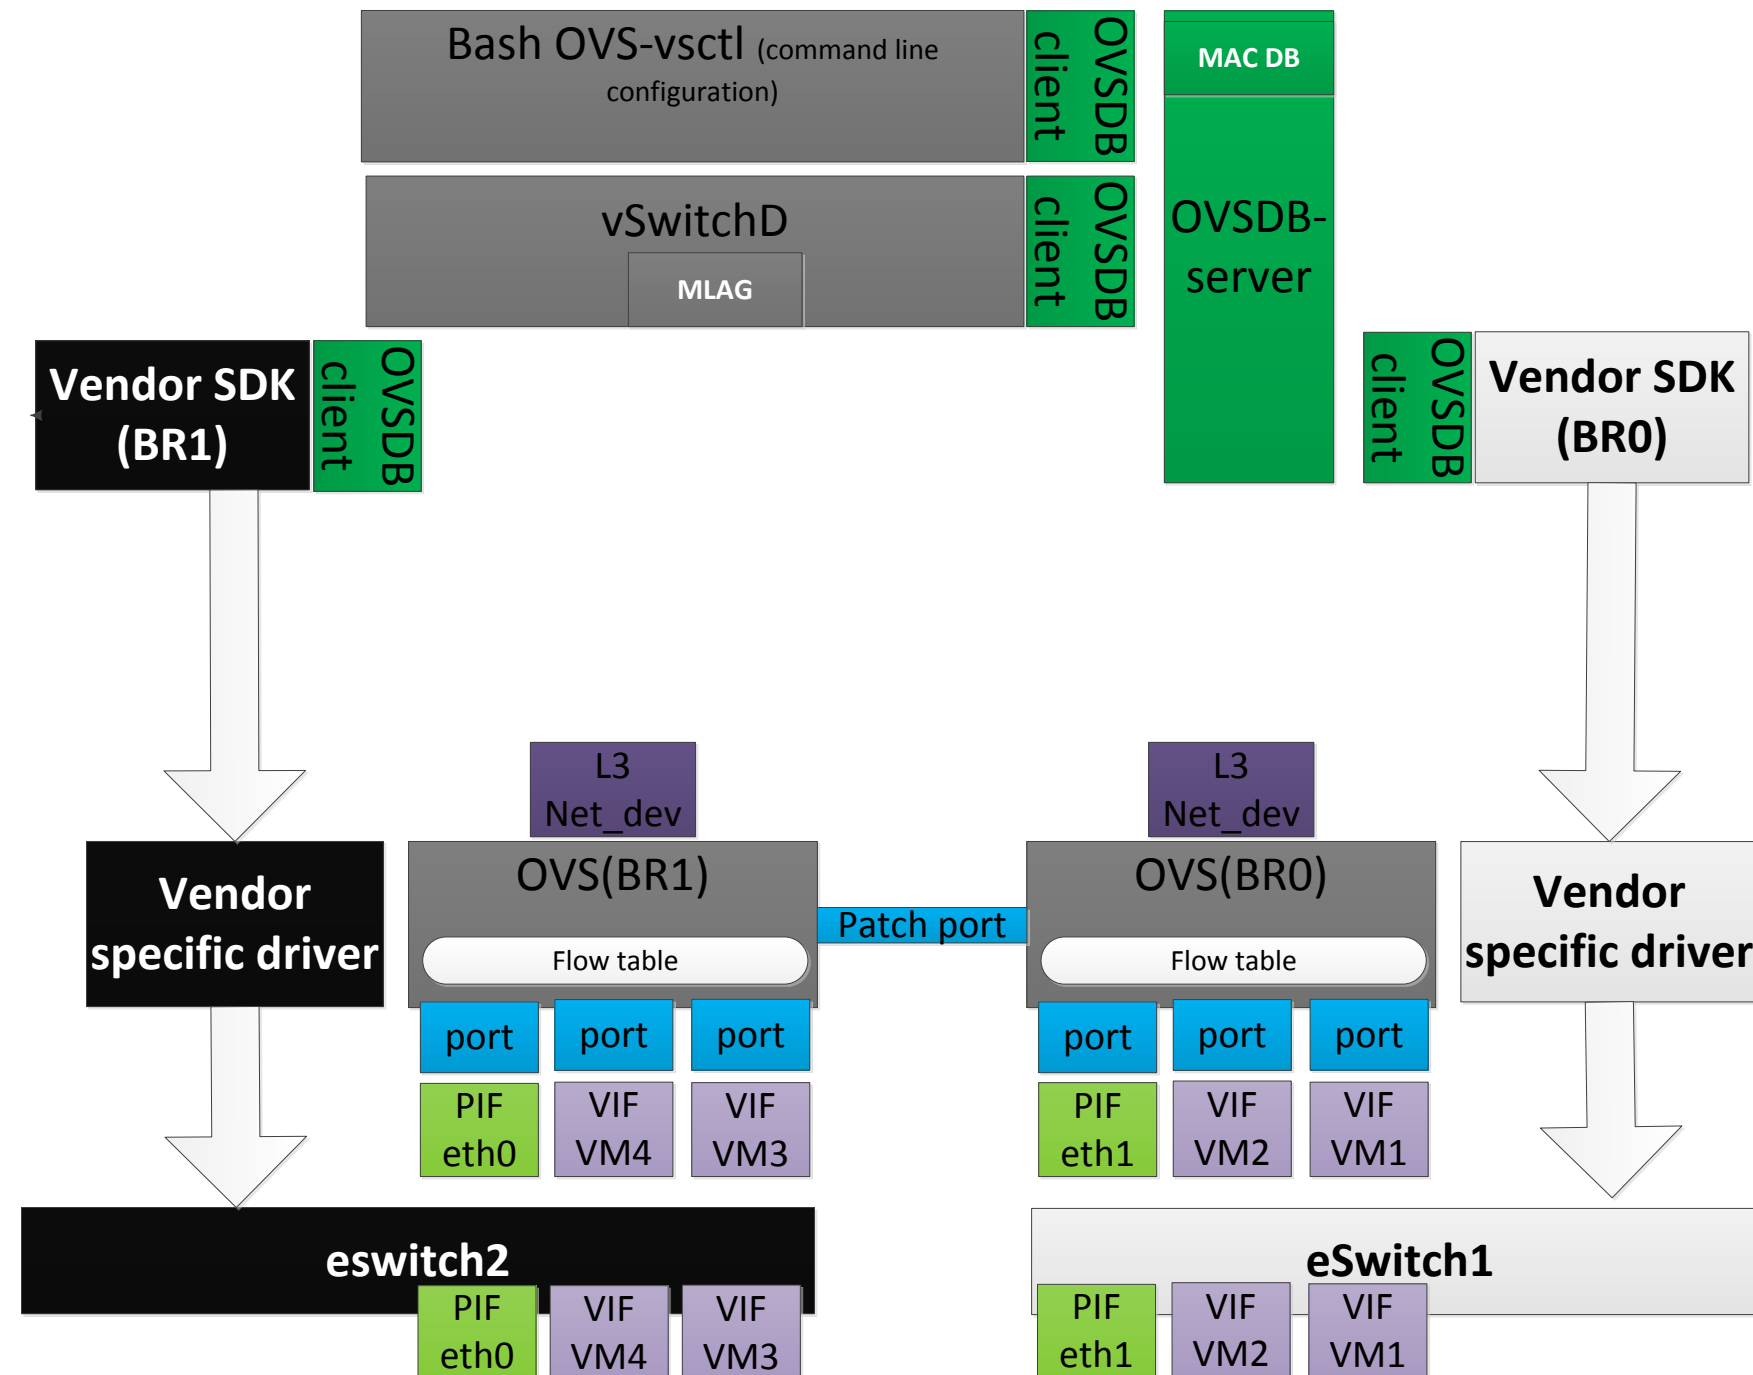 Bash OVS-vsctl (command line
configuration)
OVSDB
client
MAC DB
vSwitchD
MLAG
OVSDB
client
OVSDB-
server
Vendor SDK
(BR1)
OVSDB
client
OVSDB
client
Vendor SDK
(BR0)
L3
Net_dev
L3
Net_dev
Vendor
specific driver
OVS(BR1)
Flow table
Patch port
OVS(BR0)
Flow table
Vendor
specific driver
port
port
port
port
port
port
PIF
eth0
VIF
VM4
VIF
VM3
PIF
eth1
VIF
VM2
VIF
VM1
eswitch2
eSwitch1
PIF
eth0
VIF
VM4
VIF
VM3
PIF
eth1
VIF
VM2
VIF
VM1